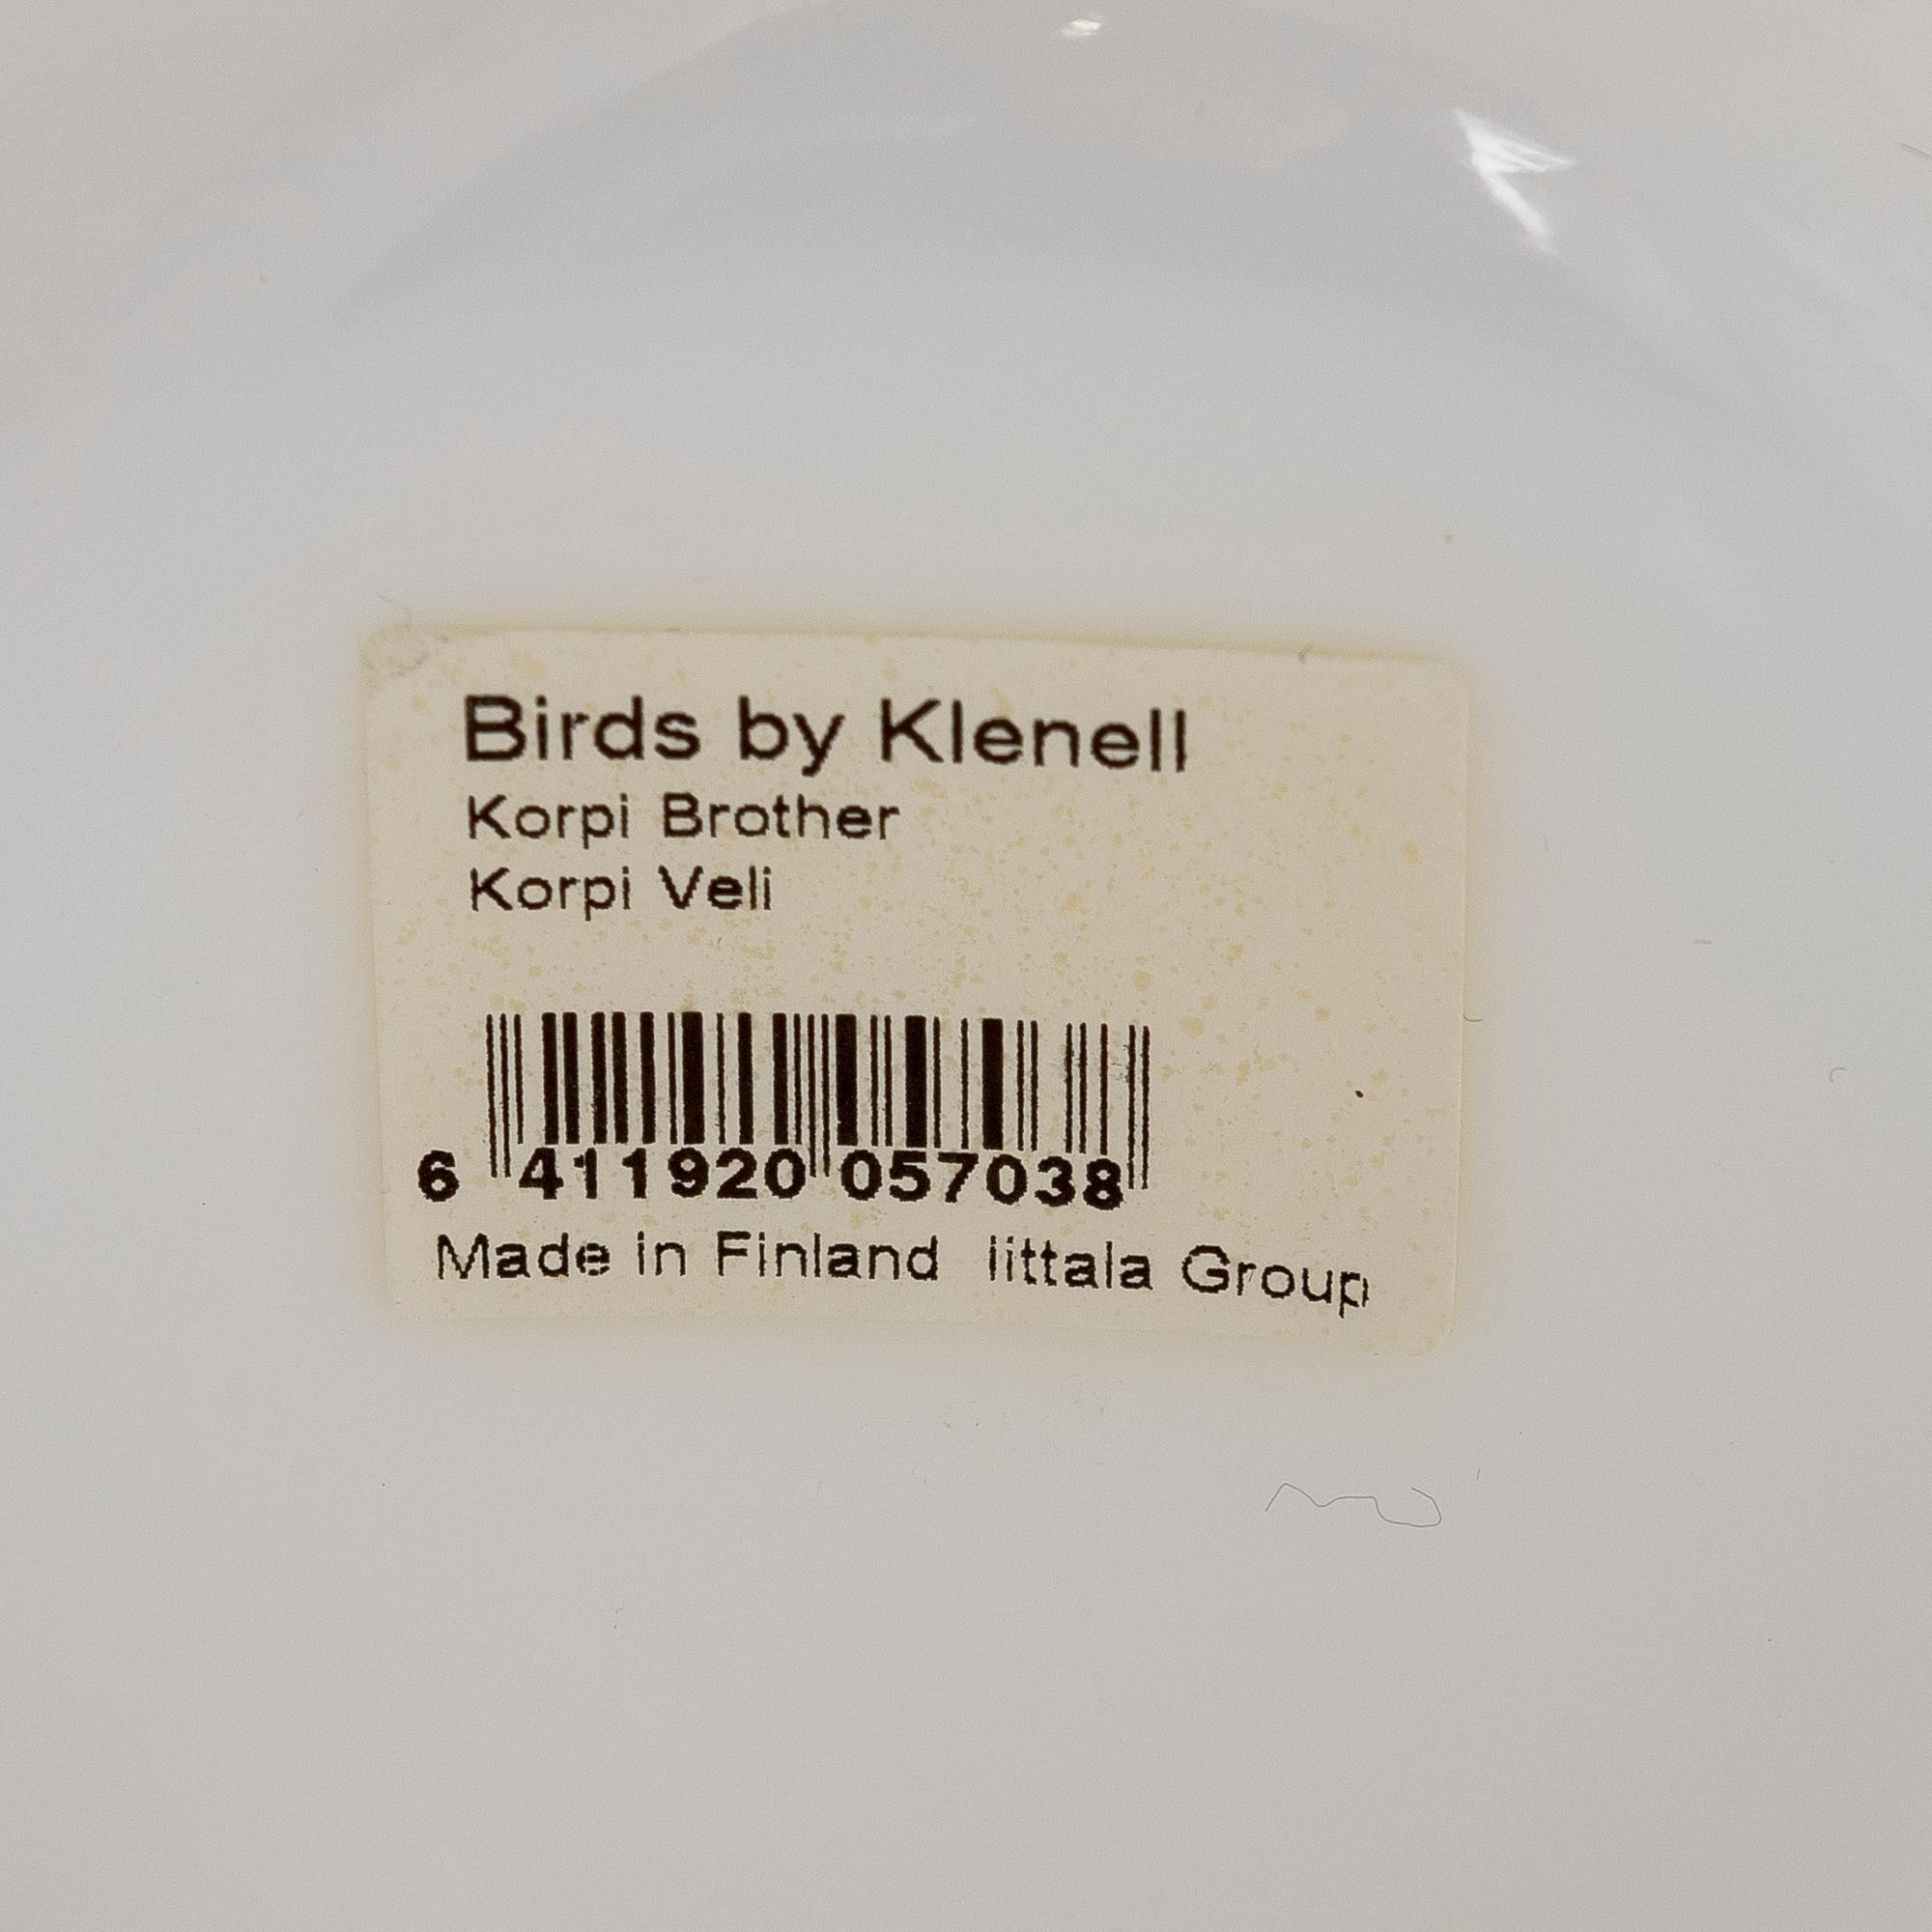 Birds by Klenell
Korpi Brother
Korpi Veli
6 411920 057038
Made in Finland Iittala Group